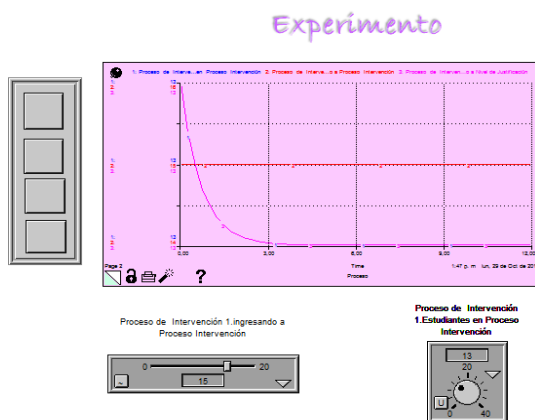 Experimento
1: Proceso de Interve...en Proceso Intervención 2: Proceso de Interve...o a Proceso Intervención 3: Proceso de Interven...o a Nivel de Justificación
0,00 3,00 6,00 9,00 12,00
Page 2
Time
1:47 p. m. lun, 29 de Oct de 20
Proceso
?
Proceso de Intervención 1.ingresando a
Proceso Intervención
0 20
15
~
Proceso de Intervención
1.Estudiantes en Proceso
Intervención
13
20
U
40